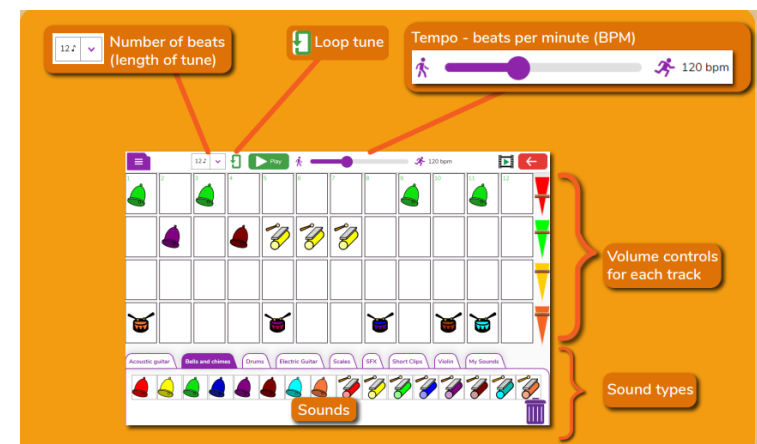 12♪
Number of beats
(length of tune)
Loop tune
Tempo - beats per minute (BPM)
120 bpm
12♪
Play
120 bpm
1 2 3 4 5 6 7 8 9 10 11 12
Volume controls
for each track
Acoustic guitar Bells and chimes Drums Electric Guitar Scales SFX Short Clips Violin My Sounds
Sound types
Sounds